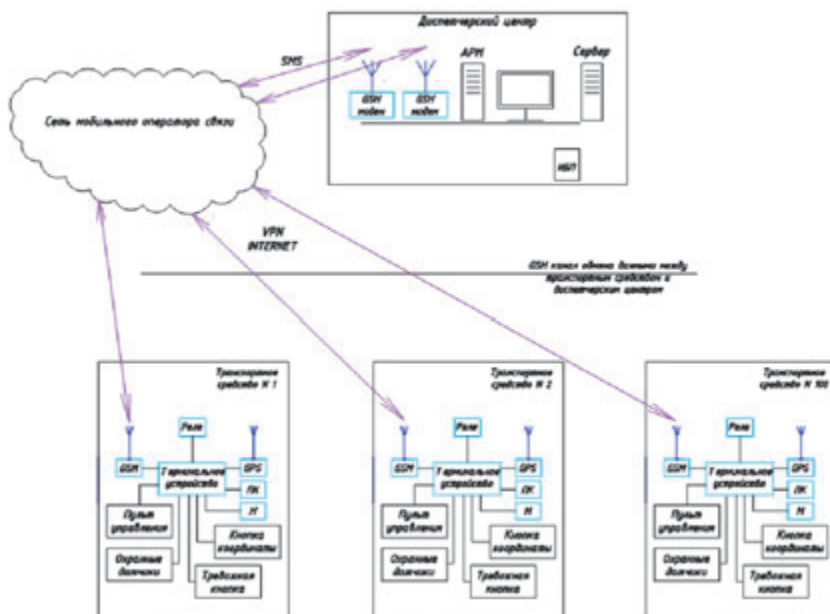 Диспетчерский центр
SMS
АРМ
Сервер
GSM
модем
GSM
модем
Сеть мобильного оператора связи
ИБП
VPN
INTERNET
GSM канал обмена данными между
транспортным средством и
диспетчерским центром
Транспортное
средство N 1
Реле
GSM
Терминальное
устройство
GPS
ПК
М
Пульт
управления
Кнопка
координаты
Охранные
датчики
Тревожная
кнопка
Транспортное
средство N 2
Реле
GSM
Терминальное
устройство
GPS
ПК
М
Пульт
управления
Кнопка
координаты
Охранные
датчики
Тревожная
кнопка
Транспортное
средство N 100
Реле
GSM
Терминальное
устройство
GPS
ПК
М
Пульт
управления
Кнопка
координаты
Охранные
датчики
Тревожная
кнопка